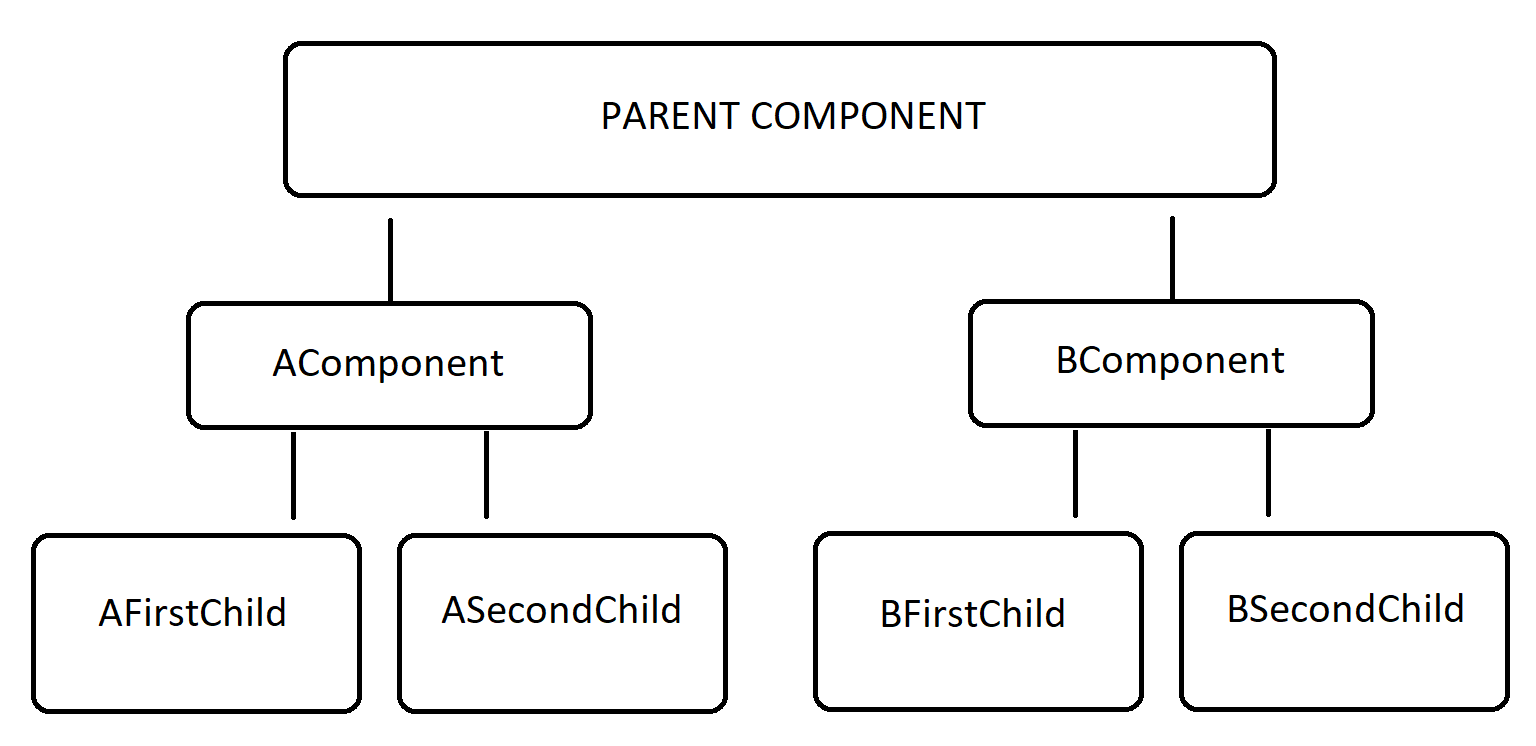 PARENT COMPONENT
AComponent
BComponent
AFirstChild
ASecondChild
BFirstChild
BSecondChild